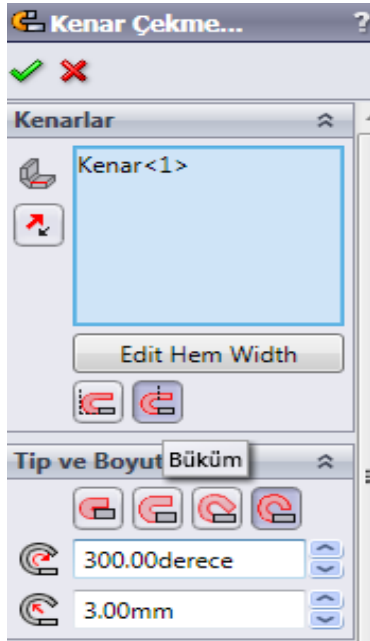 Kenar Çekme...
?
Kenarlar
Kenar<1>
Edit Hem Width
Tip ve Boyut
Büküm
300.00derece
3.00mm